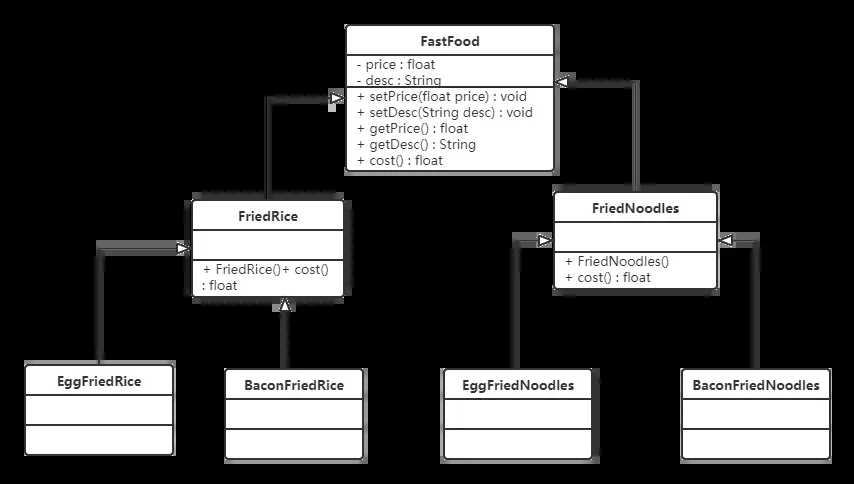 FastFood
- price : float
- desc : String
+ setPrice(float price) : void
+ setDesc(String desc) : void
+ getPrice() : float
+ getDesc() : String
+ cost() : float
FriedRice
+ FriedRice()+ cost()
: float
FriedNoodles
+ FriedNoodles()
+ cost() : float
EggFriedRice
BaconFriedRice
EggFriedNoodles
BaconFriedNoodles